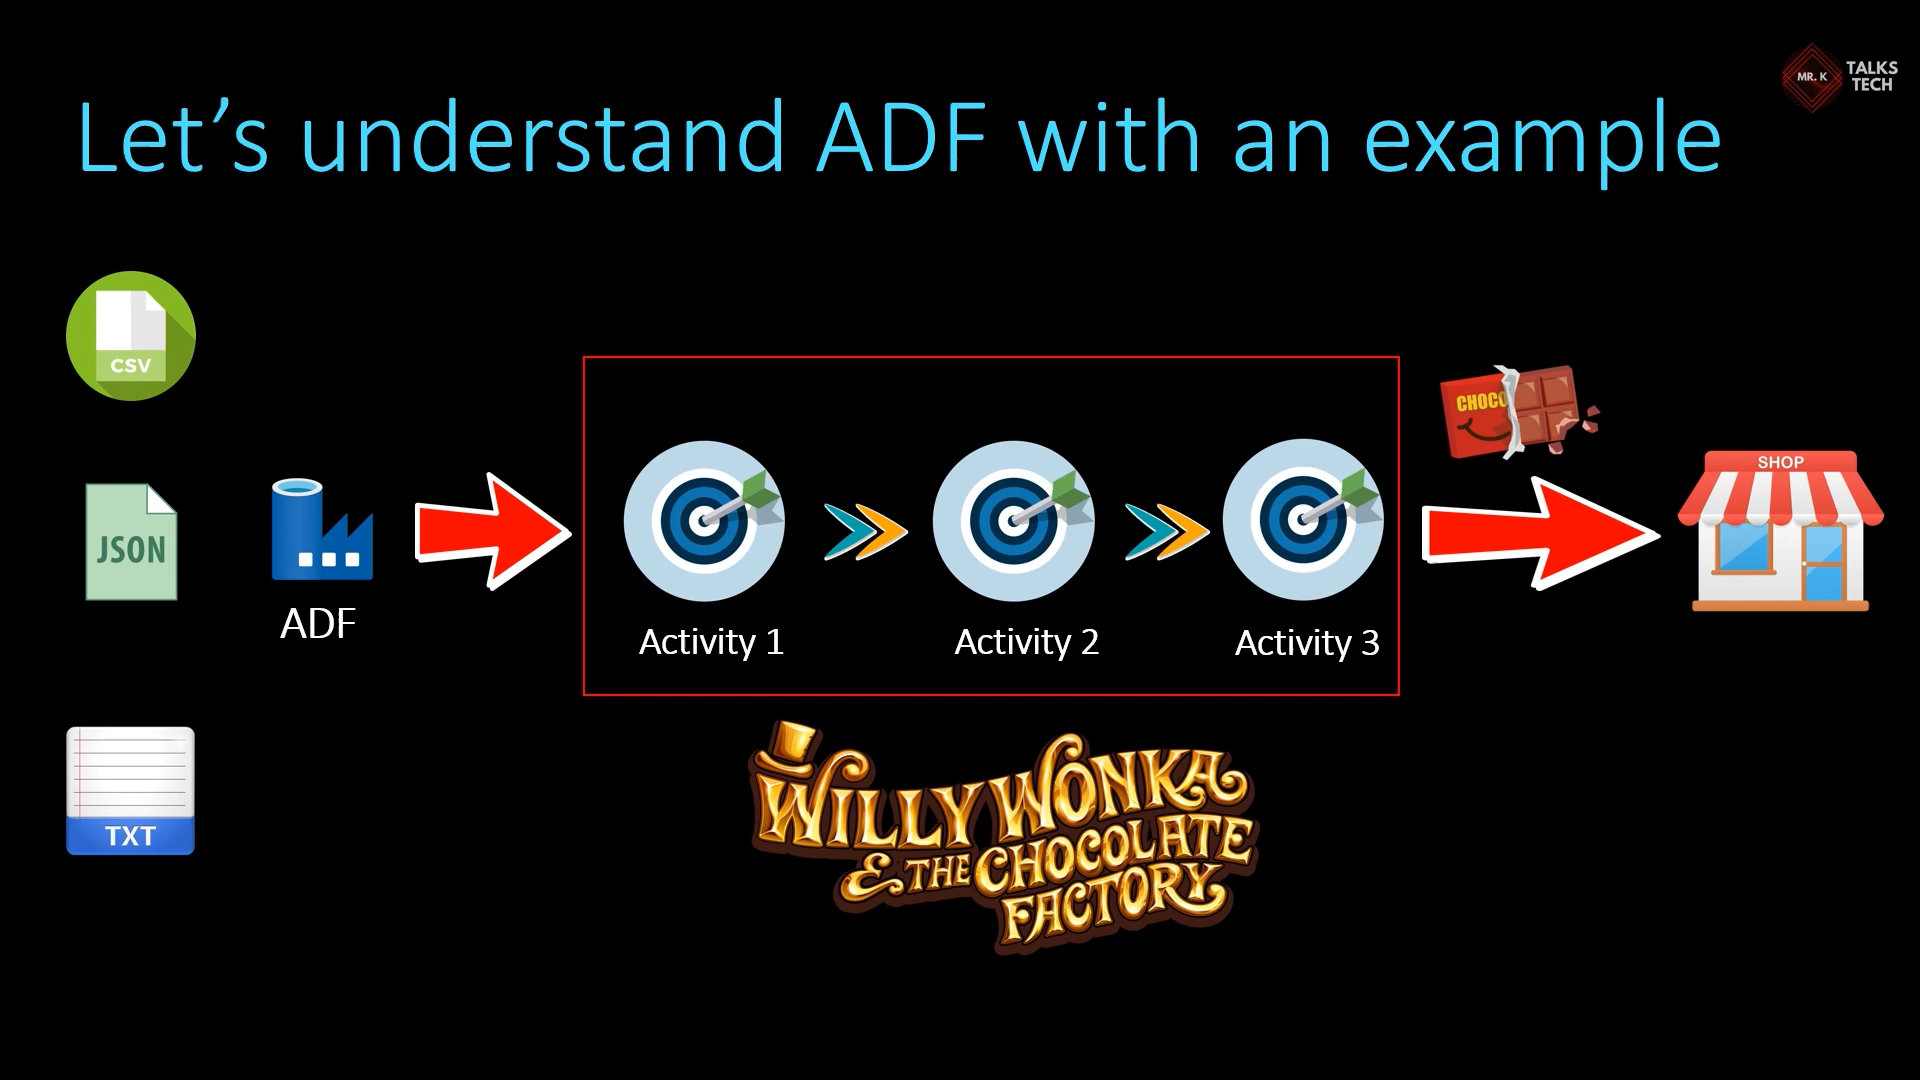 MR. K
TALKS
TECH
Let’s understand ADF with an example
CSV
JSON
TXT
ADF
Activity 1
Activity 2
Activity 3
CHOCO
SHOP
WILLY WONKA
& THE CHOCOLATE
FACTORY